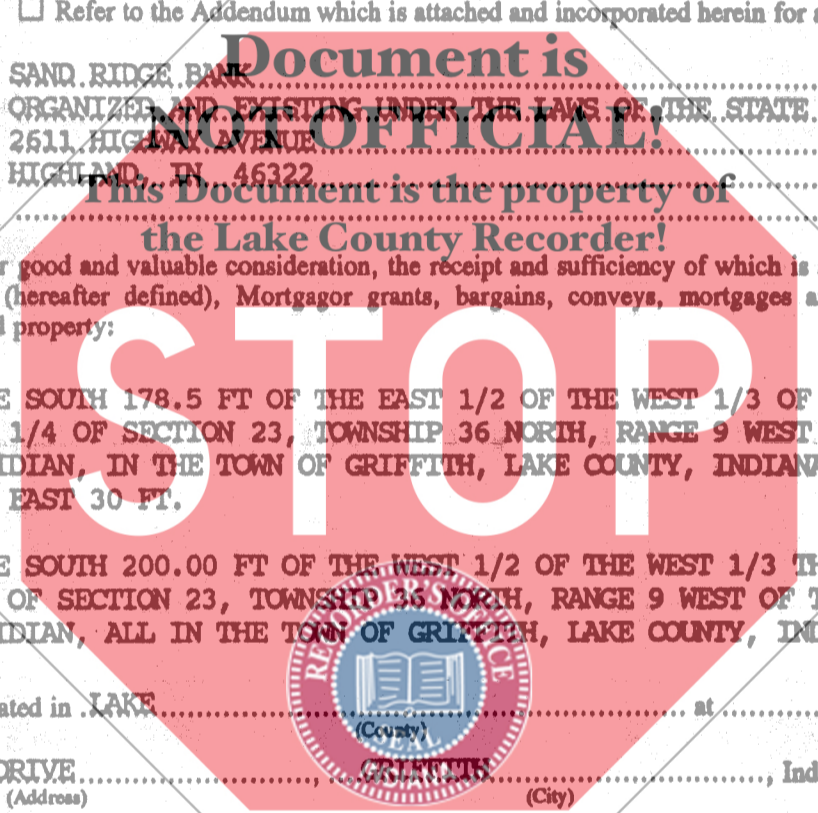 ☐ Refer to the Addendum which is attached and incorporated herein for a
Document is
SAND RIDGE BANK
ORGANIZED AND EXISTING UNDER THE LAWS OF THE STATE
NOT OFFICIAL!
2611 HIGHWAY AVENUE
HIGHLAND, IN 46322
This Document is the property of
the Lake County Recorder!
r good and valuable consideration, the receipt and sufficiency of which is
(hereafter defined), Mortgagor grants, bargains, conveys, mortgages a
property:
STOP
E SOUTH 178.5 FT OF THE EAST 1/2 OF THE WEST 1/3 OF
1/4 OF SECTION 23, TOWNSHIP 36 NORTH, RANGE 9 WEST
IDIAN, IN THE TOWN OF GRIFFITH, LAKE COUNTY, INDIANA
EAST 30 FT.
E SOUTH 200.00 FT OF THE WEST 1/2 OF THE WEST 1/3 TH
OF SECTION 23, TOWNSHIP 36 NORTH, RANGE 9 WEST OF T
IDIAN, ALL IN THE TOWN OF GRIFFITH, LAKE COUNTY, IND
RECORDER'S OFFICE
SEAL
INDIANA
ated in LAKE at
(County)
DRIVE, GRIFFITH, Ind
(Address) (City)